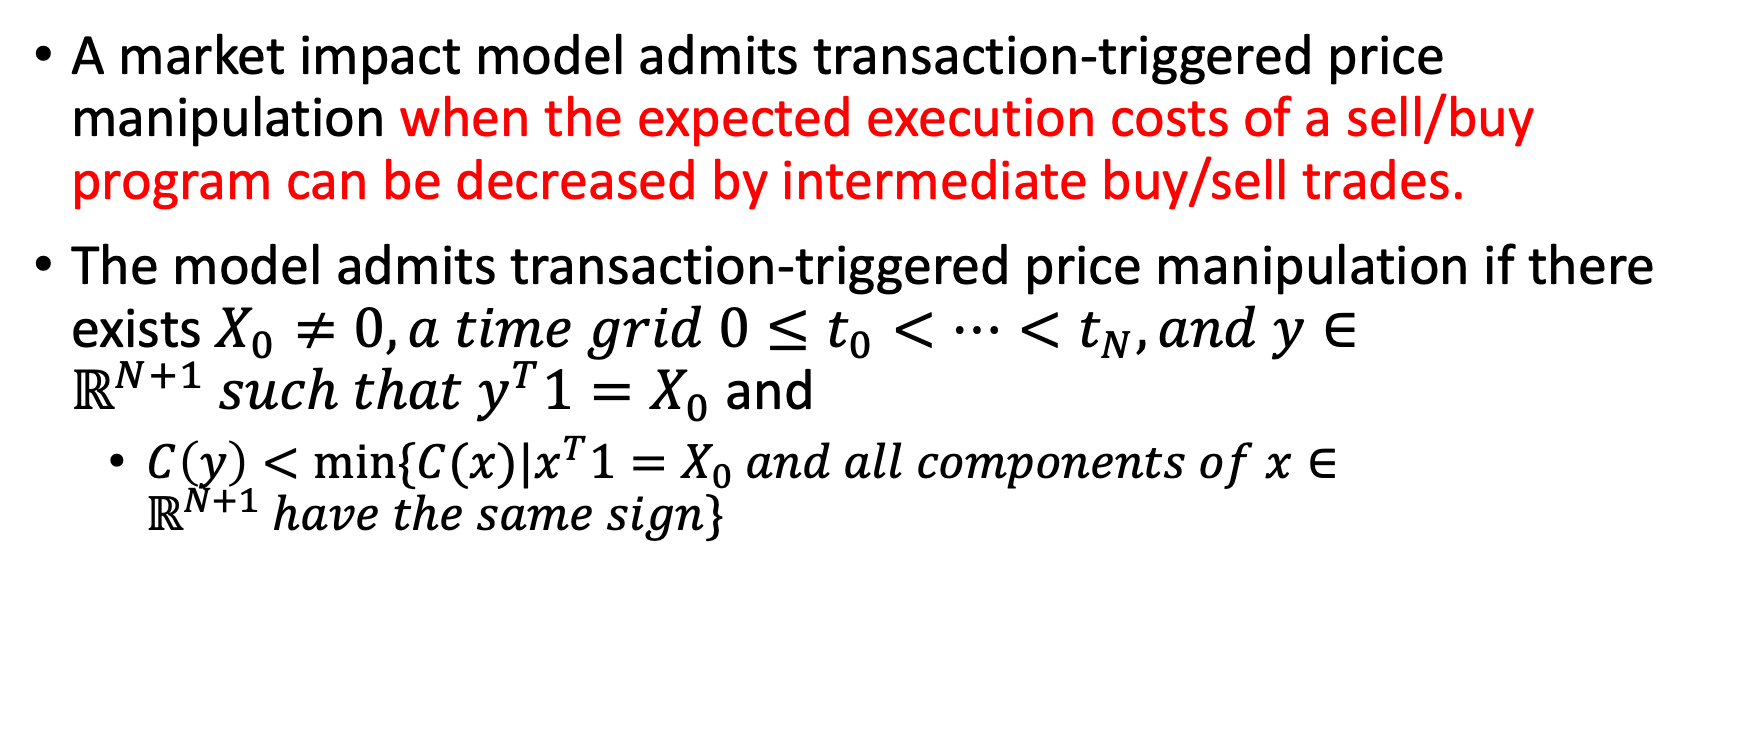 • A market impact model admits transaction-triggered price
manipulation when the expected execution costs of a sell/buy
program can be decreased by intermediate buy/sell trades.
• The model admits transaction-triggered price manipulation if there
exists X₀ ≠ 0, a time grid 0 ≤ t₀ < ⋯ < t_N, and y ∈
ℝᴺ⁺¹ such that yᵀ1 = X₀ and
• C(y) < min{C(x)|xᵀ1 = X₀ and all components of x ∈
ℝᴺ⁺¹ have the same sign}